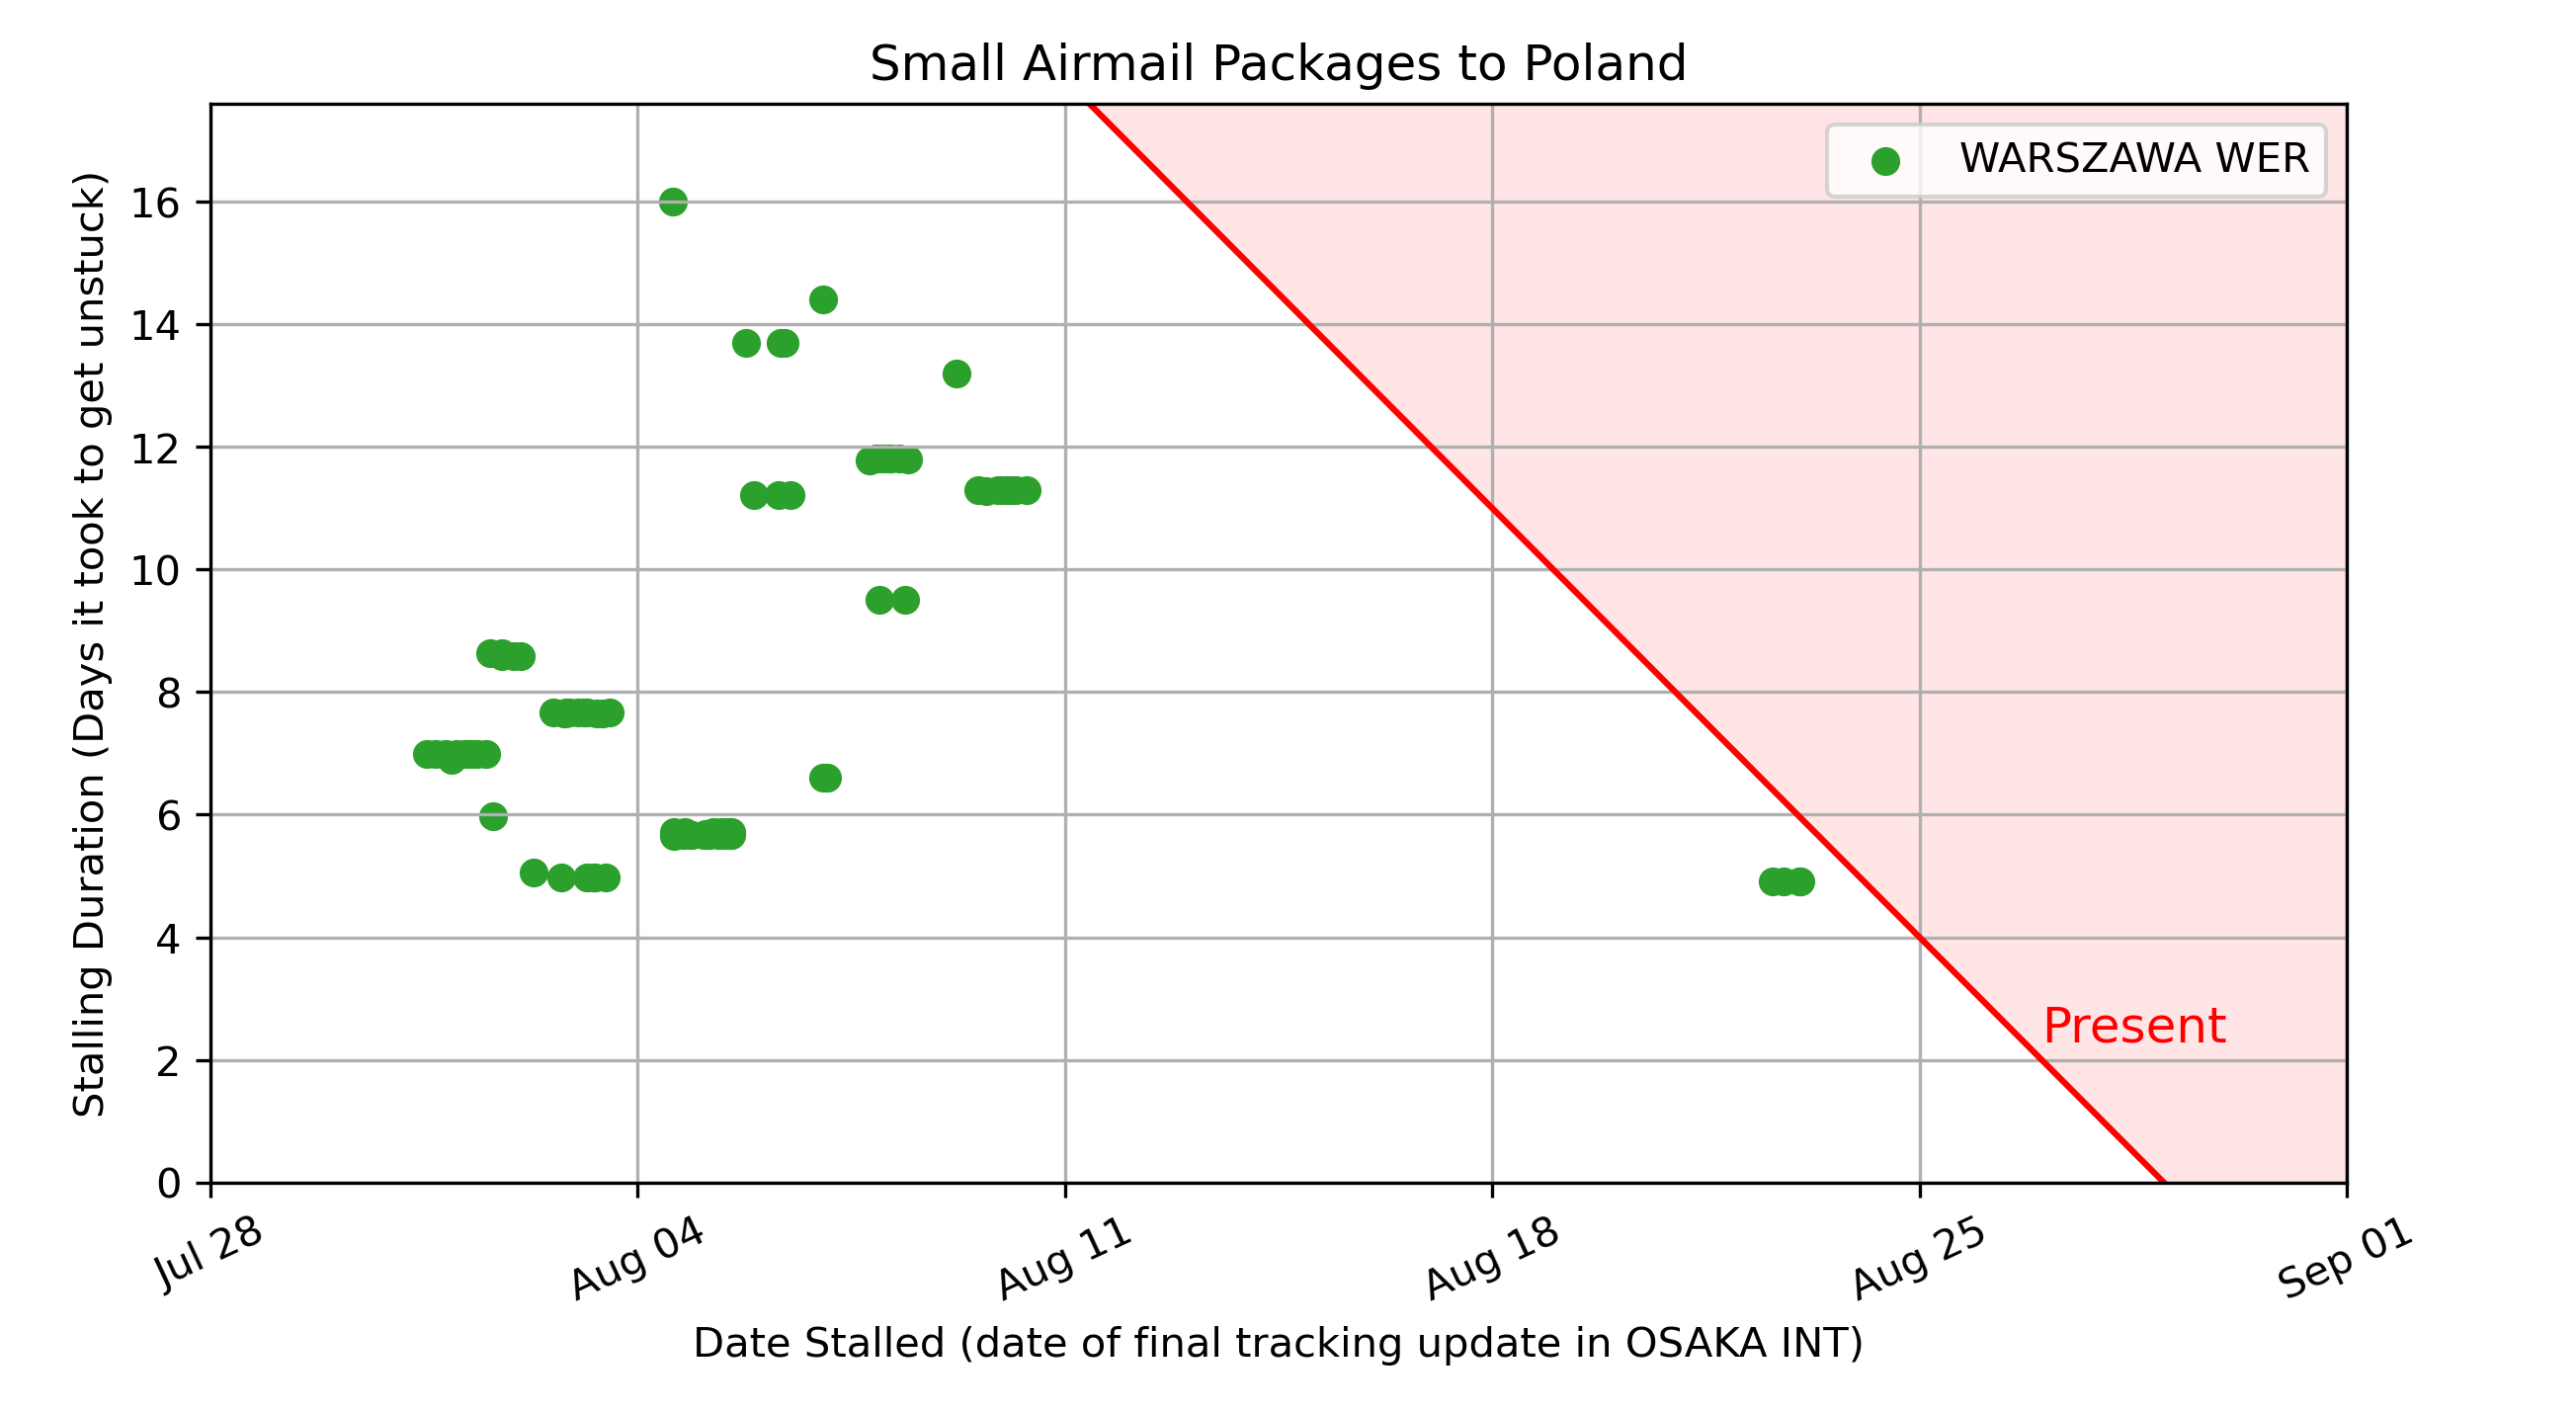 Small Airmail Packages to Poland
WARSZAWA WER
Stalling Duration (Days it took to get unstuck)
16
14
12
10
8
6
4
2
0
Present
Jul 28
Aug 04
Aug 11
Aug 18
Aug 25
Sep 01
Date Stalled (date of final tracking update in OSAKA INT)